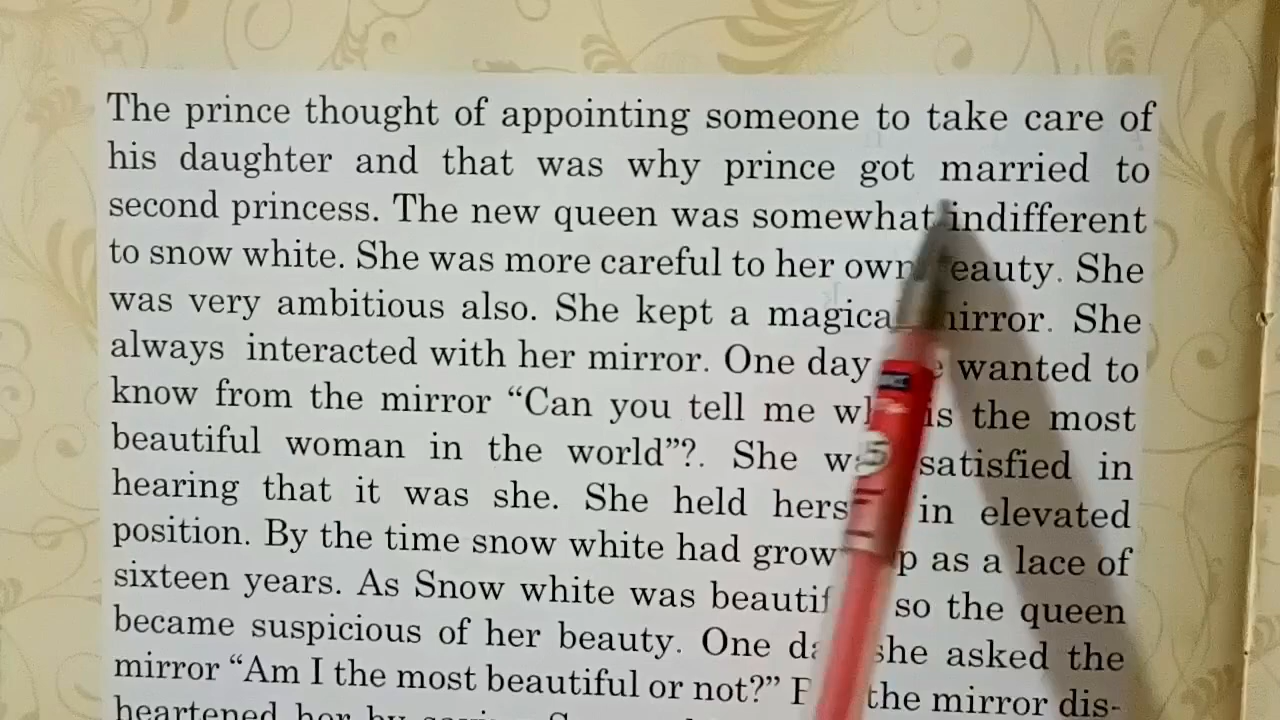 The prince thought of appointing someone to take care of
his daughter and that was why prince got married to
second princess. The new queen was somewhat indifferent
to snow white. She was more careful to her own beauty. She
was very ambitious also. She kept a magical mirror. She
always interacted with her mirror. One day wanted to
know from the mirror “Can you tell me is the most
beautiful woman in the world”?. She satisfied in
hearing that it was she. She held in elevated
position. By the time snow white had as a lace of
sixteen years. As Snow white was so the queen
became suspicious of her beauty. One she asked the
mirror “Am I the most beautiful or not?” the mirror dis-
heartened her by